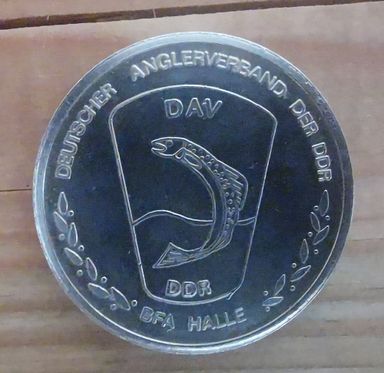 DEUTSCHER ANGLERVERBAND DER DDR
DAV
DDR
BFA HALLE